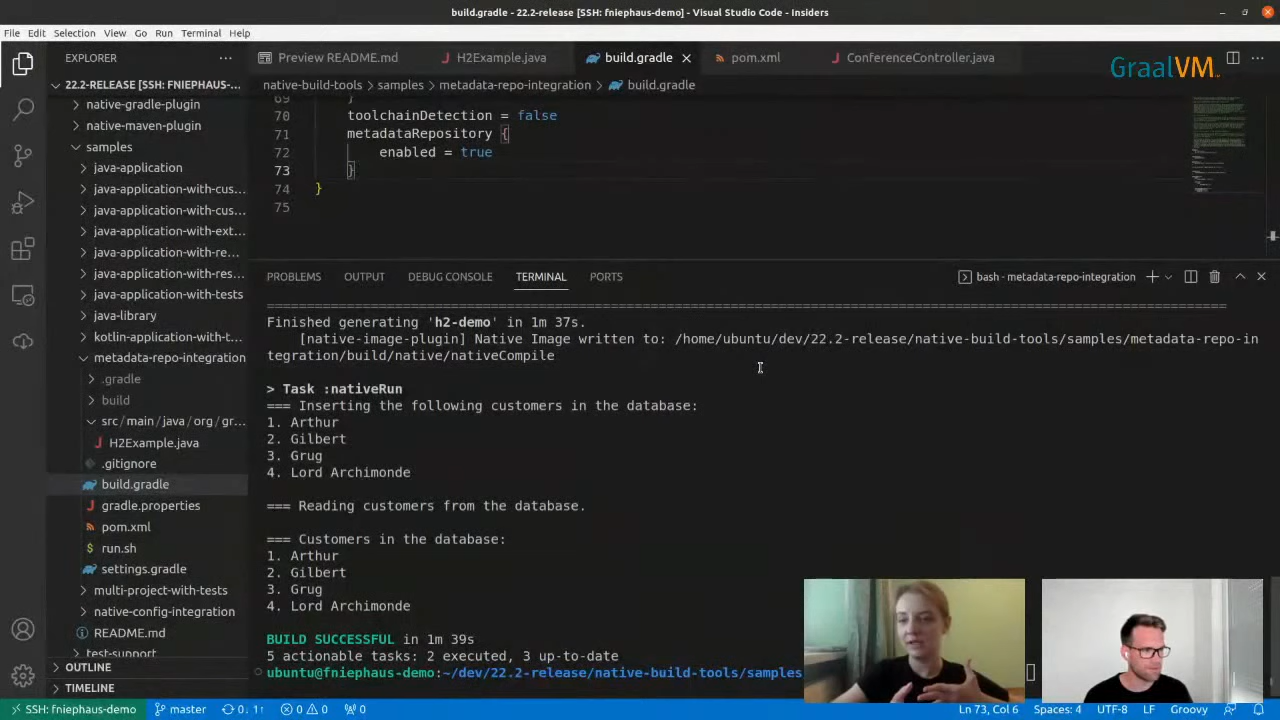 build.gradle - 22.2-release [SSH: fniephaus-demo] - Visual Studio Code - Insiders
File Edit Selection View Go Run Terminal Help
EXPLORER
Preview README.md
H2Example.java
build.gradle
pom.xml
ConferenceController.java
GraalVM
22.2-RELEASE [SSH: FNIEPHAUS-...
native-build-tools > samples > metadata-repo-integration > build.gradle
native-gradle-plugin
native-maven-plugin
samples
java-application
java-application-with-cus...
java-application-with-cus...
java-application-with-ext...
java-application-with-re...
java-application-with-res...
java-application-with-tests
java-library
kotlin-application-with-t...
metadata-repo-integration
.gradle
build
src/main/java/org/gr...
H2Example.java
.gitignore
build.gradle
gradle.properties
pom.xml
run.sh
settings.gradle
multi-project-with-tests
native-config-integration
README.md
test-support
OUTLINE
TIMELINE
69 }
70 toolchainDetection = false
71 metadataRepository {
72 enabled = true
73 }
74 }
75
PROBLEMS OUTPUT DEBUG CONSOLE TERMINAL PORTS
bash - metadata-repo-integration
Finished generating 'h2-demo' in 1m 37s.
[native-image-plugin] Native Image written to: /home/ubuntu/dev/22.2-release/native-build-tools/samples/metadata-repo-in
tegration/build/native/nativeCompile
> Task :nativeRun
=== Inserting the following customers in the database:
1. Arthur
2. Gilbert
3. Grug
4. Lord Archimonde
=== Reading customers from the database.
=== Customers in the database:
1. Arthur
2. Gilbert
3. Grug
4. Lord Archimonde
BUILD SUCCESSFUL in 1m 39s
5 actionable tasks: 2 executed, 3 up-to-date
ubuntu@fniephaus-demo:~/dev/22.2-release/native-build-tools/samples
SSH: fniephaus-demo master 0↓ 1↑ 0 0 0
Ln 73, Col 6 Spaces: 4 UTF-8 LF Groovy